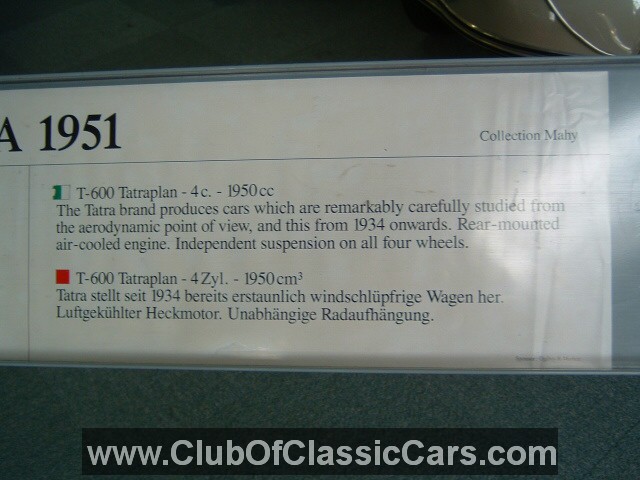 A 1951
Collection Mahy
T-600 Tatraplan - 4 c. - 1950 cc
The Tatra brand produces cars which are remarkably carefully studied from
the aerodynamic point of view, and this from 1934 onwards. Rear-mounted
air-cooled engine. Independent suspension on all four wheels.
T-600 Tatraplan - 4 Zyl. - 1950 cm³
Tatra stellt seit 1934 bereits erstaunlich windschlüpfrige Wagen her.
Luftgekühlter Heckmotor. Unabhängige Radaufhängung.
www.ClubOfClassicCars.com